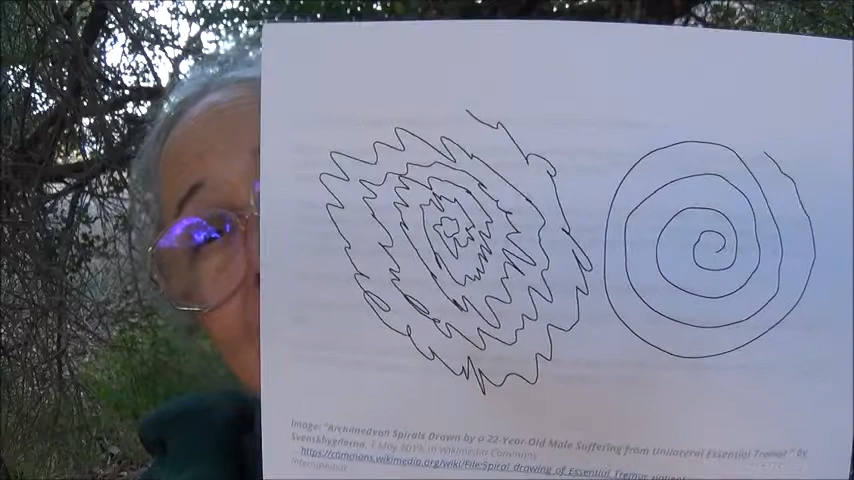 Image: "Archimedean Spirals Drawn by a 22-Year-Old Male Suffering from Unilateral Essential Tremor" by
Svenskbygderna, 1 May 2019, in Wikimedia Commons
https://commons.wikimedia.org/wiki/File:Spiral_drawing_of_Essential_Tremor_patient
International